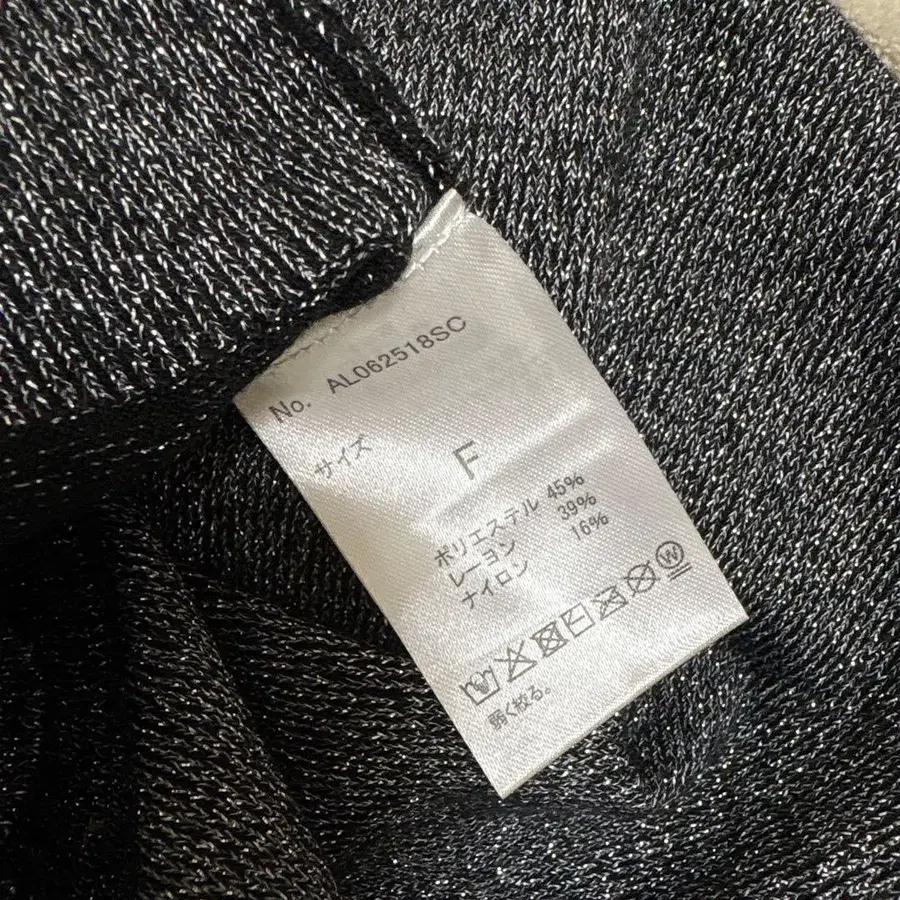 No. AL062518SC
サイズ
F
ポリエステル 45%
レーヨン 39%
ナイロン 16%
W
弱く絞る。